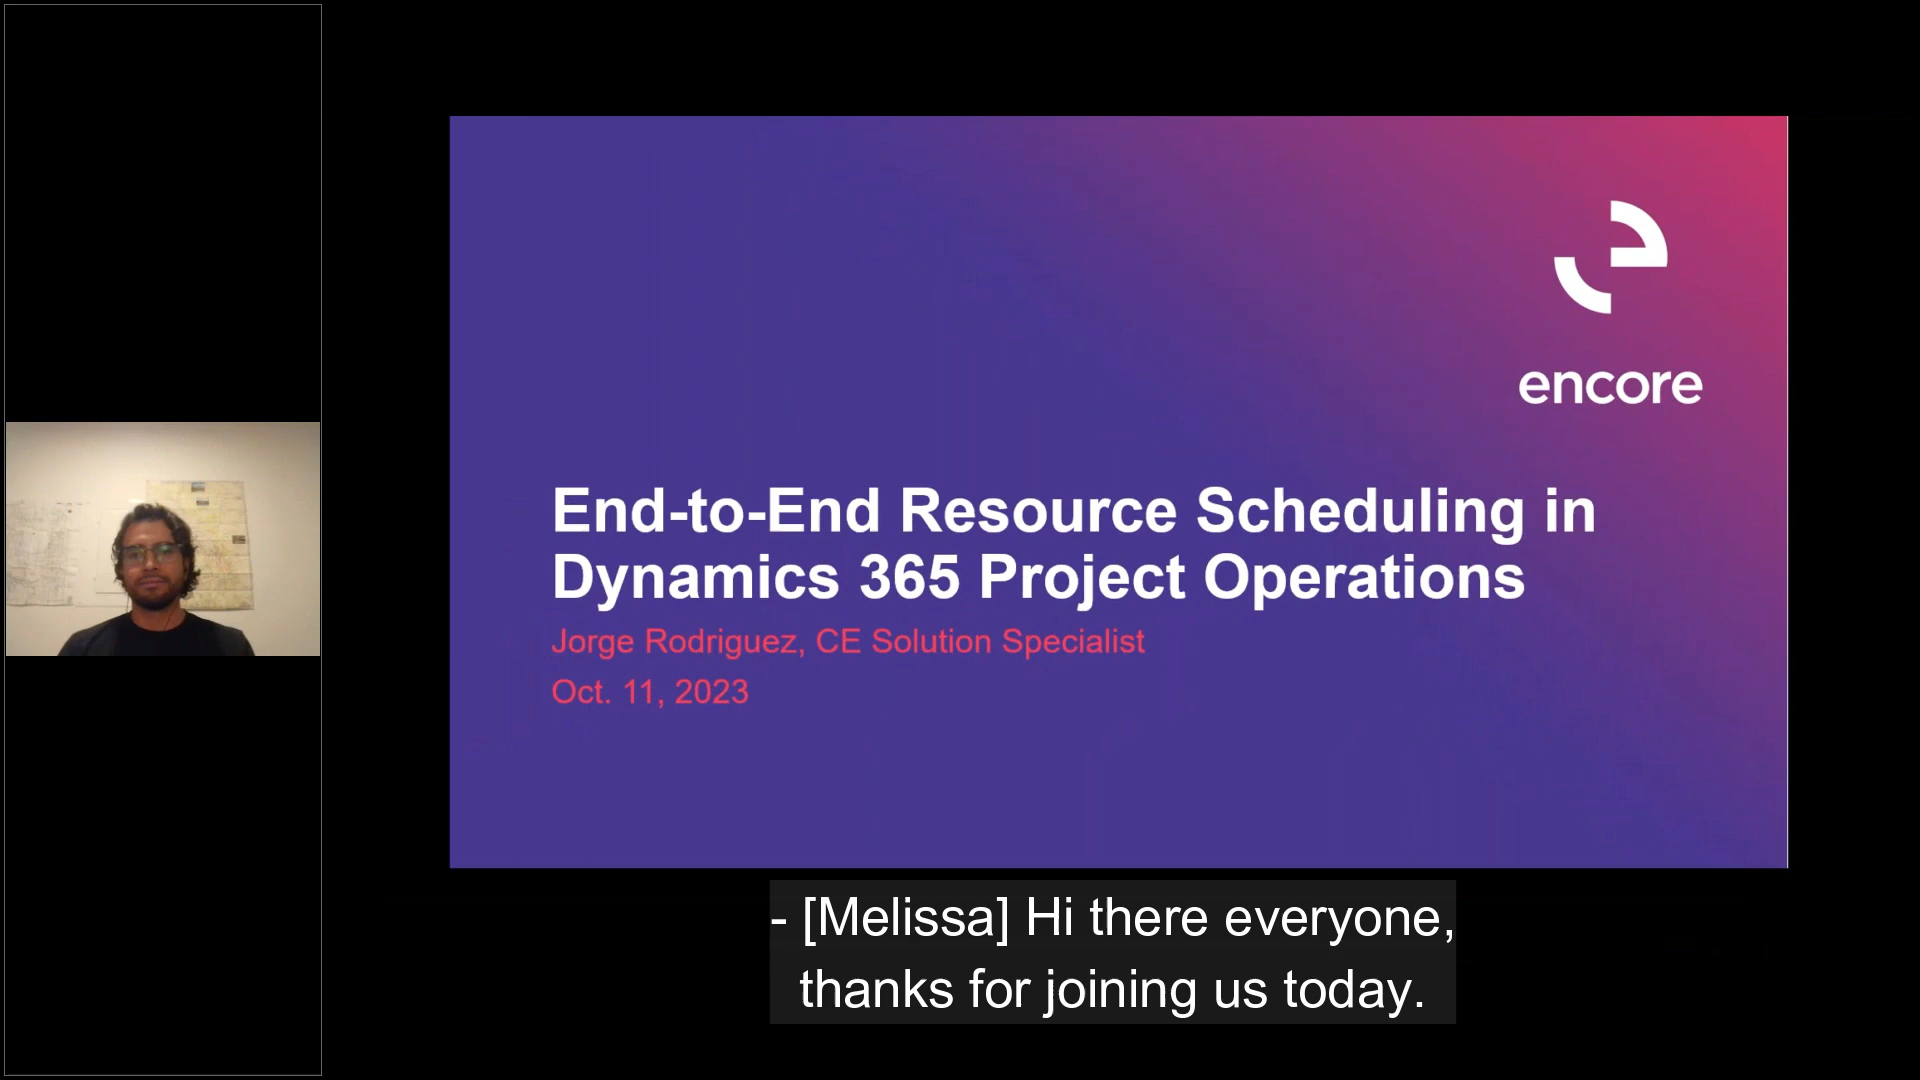 encore
End-to-End Resource Scheduling in
Dynamics 365 Project Operations
Jorge Rodriguez, CE Solution Specialist
Oct. 11, 2023
- [Melissa] Hi there everyone,
thanks for joining us today.